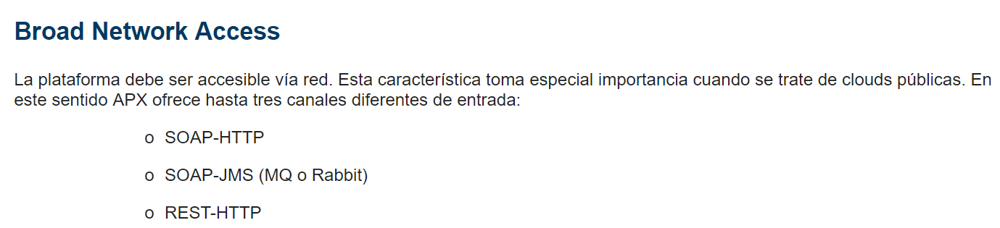 Broad Network Access
La plataforma debe ser accesible vía red. Esta característica toma especial importancia cuando se trate de clouds públicas. En
este sentido APX ofrece hasta tres canales diferentes de entrada:
o SOAP-HTTP
o SOAP-JMS (MQ o Rabbit)
o REST-HTTP